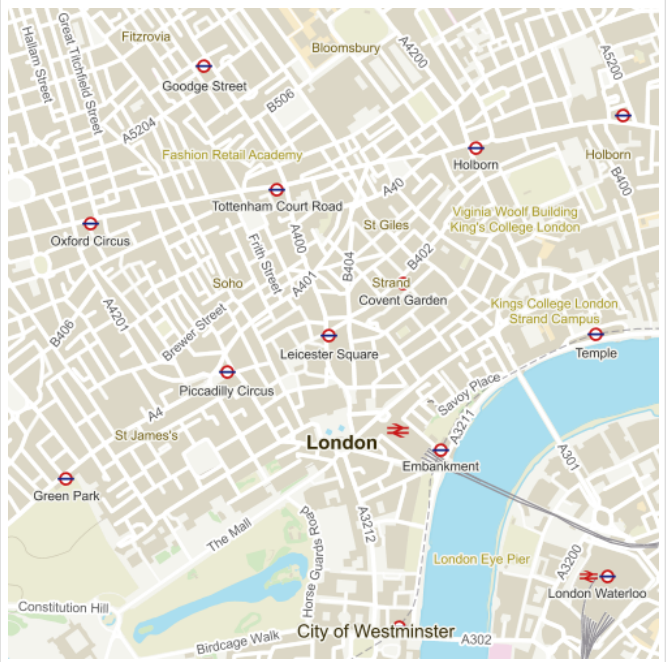 Fitzrovia
Hallam Street
Great Titchfield Street
Bloomsbury
A4200
A5200
Goodge Street
B506
A5204
Fashion Retail Academy
Holborn
Holborn
B400
A40
Tottenham Court Road
Viginia Woolf Building
King's College London
Oxford Circus
St Giles
A400
Frith Street
B404
B402
A401
Soho
Strand
Covent Garden
Kings College London
Strand Campus
A4201
B406
Brewer Street
Leicester Square
Temple
Piccadilly Circus
Savoy Place
A4
A3211
St James's
London
Embankment
A301
Green Park
The Mall
Horse Guards Road
A3212
London Eye Pier
A3200
London Waterloo
Constitution Hill
City of Westminster
Birdcage Walk
A302